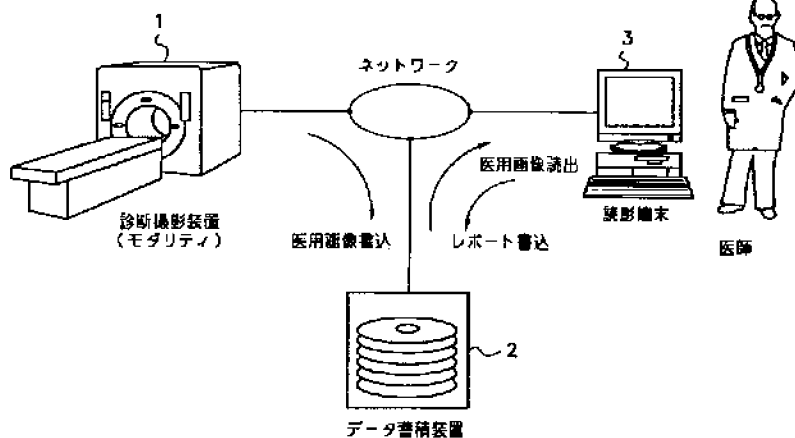 1
ネットワーク
3
診断撮影装置
(モダリティ)
医用画像書込
医用画像読出
レポート書込
読影端末
医師
2
データ蓄積装置